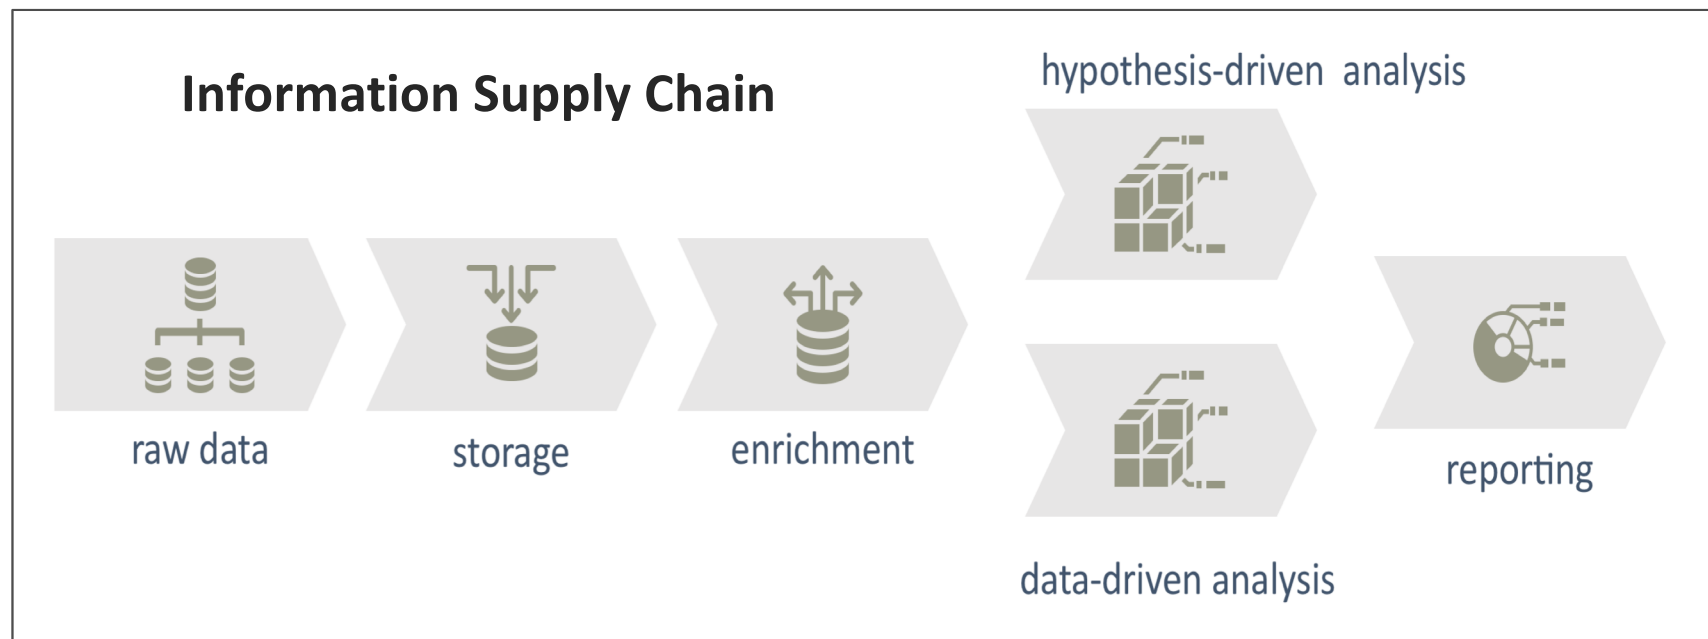 Information Supply Chain
hypothesis-driven analysis
raw data
storage
enrichment
data-driven analysis
reporting